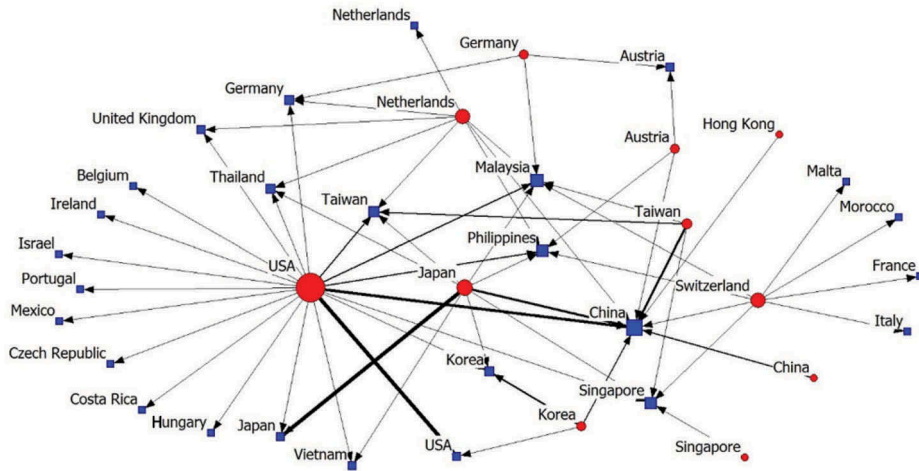 Netherlands
Germany
Austria
Germany
Netherlands
United Kingdom
Austria
Hong Kong
Malaysia
Malta
Belgium
Thailand
Ireland
Taiwan
Taiwan
Morocco
Israel
Philippines
USA
Japan
Switzerland
France
Portugal
Mexico
China
Italy
Czech Republic
Korea
Singapore
China
Costa Rica
Hungary
Japan
Vietnam
USA
Korea
Singapore